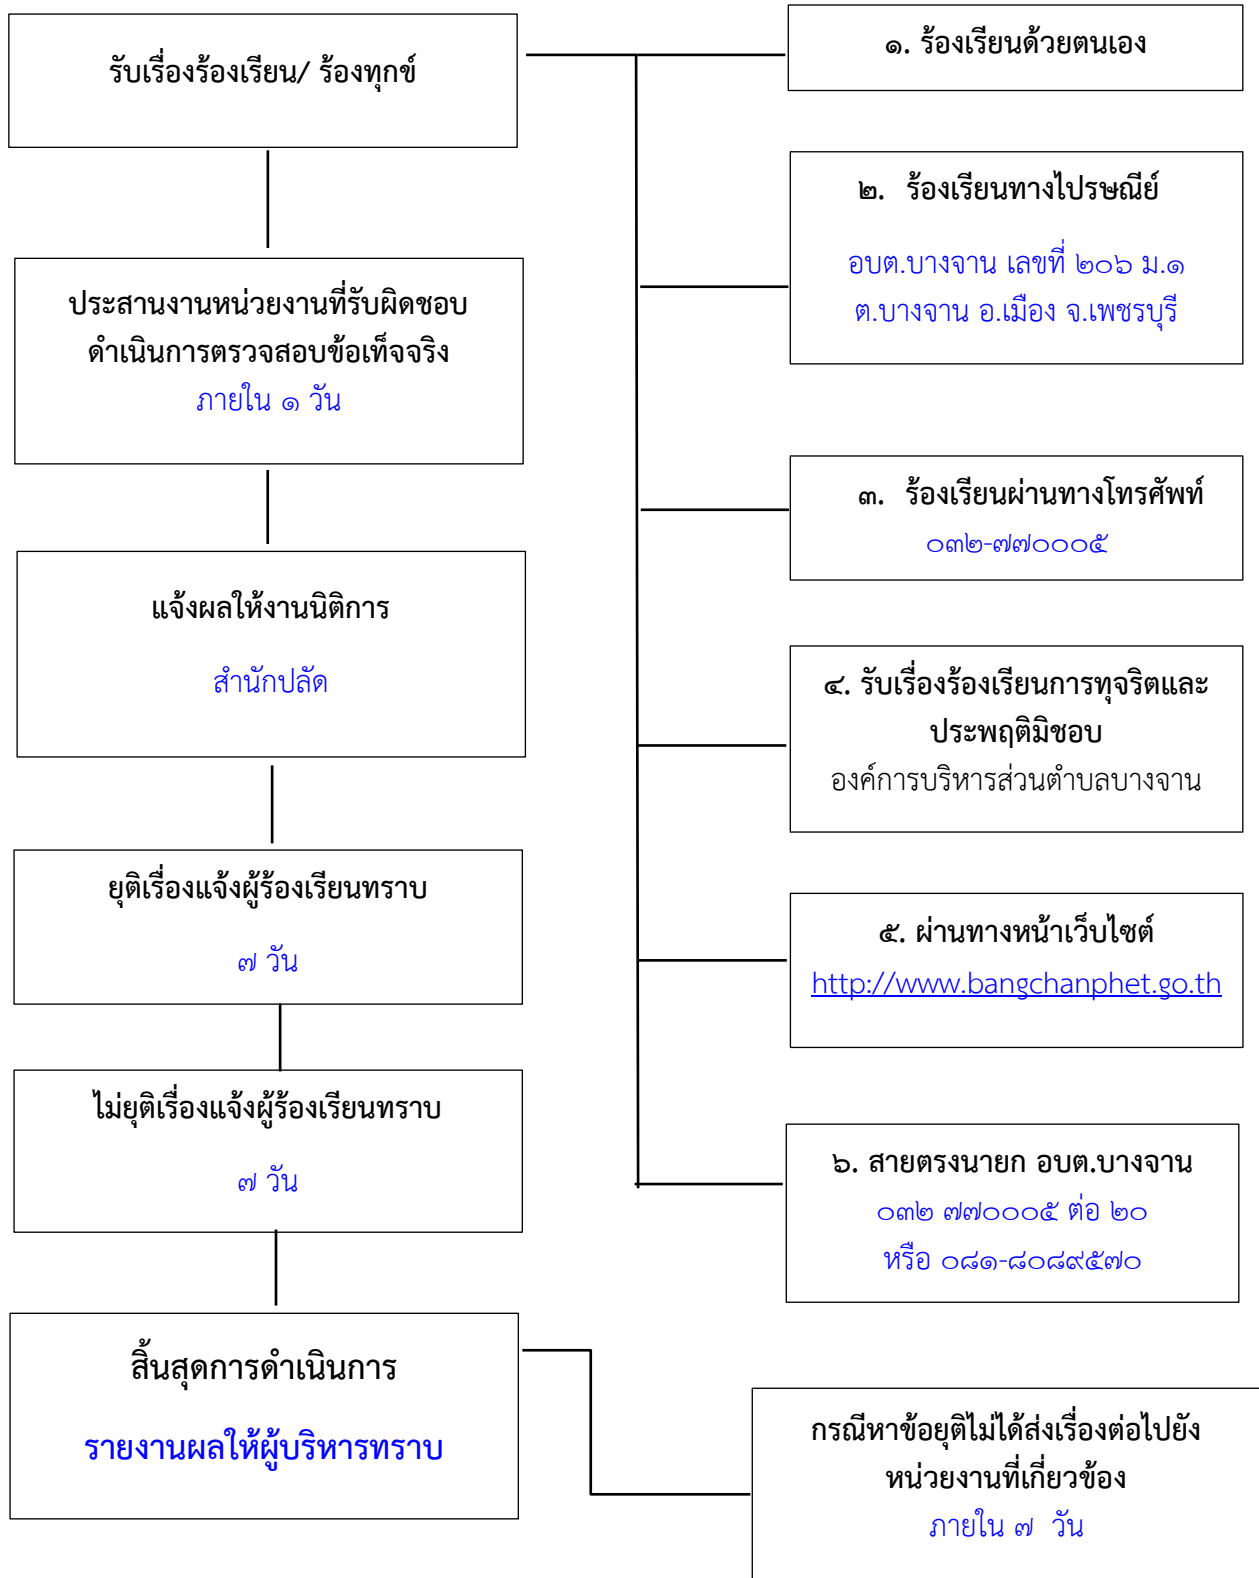 รับเรื่องร้องเรียน/ ร้องทุกข์
ประสานงานหน่วยงานที่รับผิดชอบ
ดำเนินการตรวจสอบข้อเท็จจริง
ภายใน ๑ วัน
แจ้งผลให้งานนิติการ
สำนักปลัด
ยุติเรื่องแจ้งผู้ร้องเรียนทราบ
๗ วัน
ไม่ยุติเรื่องแจ้งผู้ร้องเรียนทราบ
๗ วัน
สิ้นสุดการดำเนินการ
รายงานผลให้ผู้บริหารทราบ
๑. ร้องเรียนด้วยตนเอง
๒. ร้องเรียนทางไปรษณีย์
อบต.บางจาน เลขที่ ๒๐๖ ม.๑
ต.บางจาน อ.เมือง จ.เพชรบุรี
๓. ร้องเรียนผ่านทางโทรศัพท์
๐๓๒-๗๗๐๐๐๕
๔. รับเรื่องร้องเรียนการทุจริตและ
ประพฤติมิชอบ
องค์การบริหารส่วนตำบลบางจาน
๕. ผ่านทางหน้าเว็บไซต์
http://www.bangchanphet.go.th
๖. สายตรงนายก อบต.บางจาน
๐๓๒ ๗๗๐๐๐๕ ต่อ ๒๐
หรือ ๐๘๑-๘๐๘๙๕๗๐
กรณีหาข้อยุติไม่ได้ส่งเรื่องต่อไปยัง
หน่วยงานที่เกี่ยวข้อง
ภายใน ๗ วัน